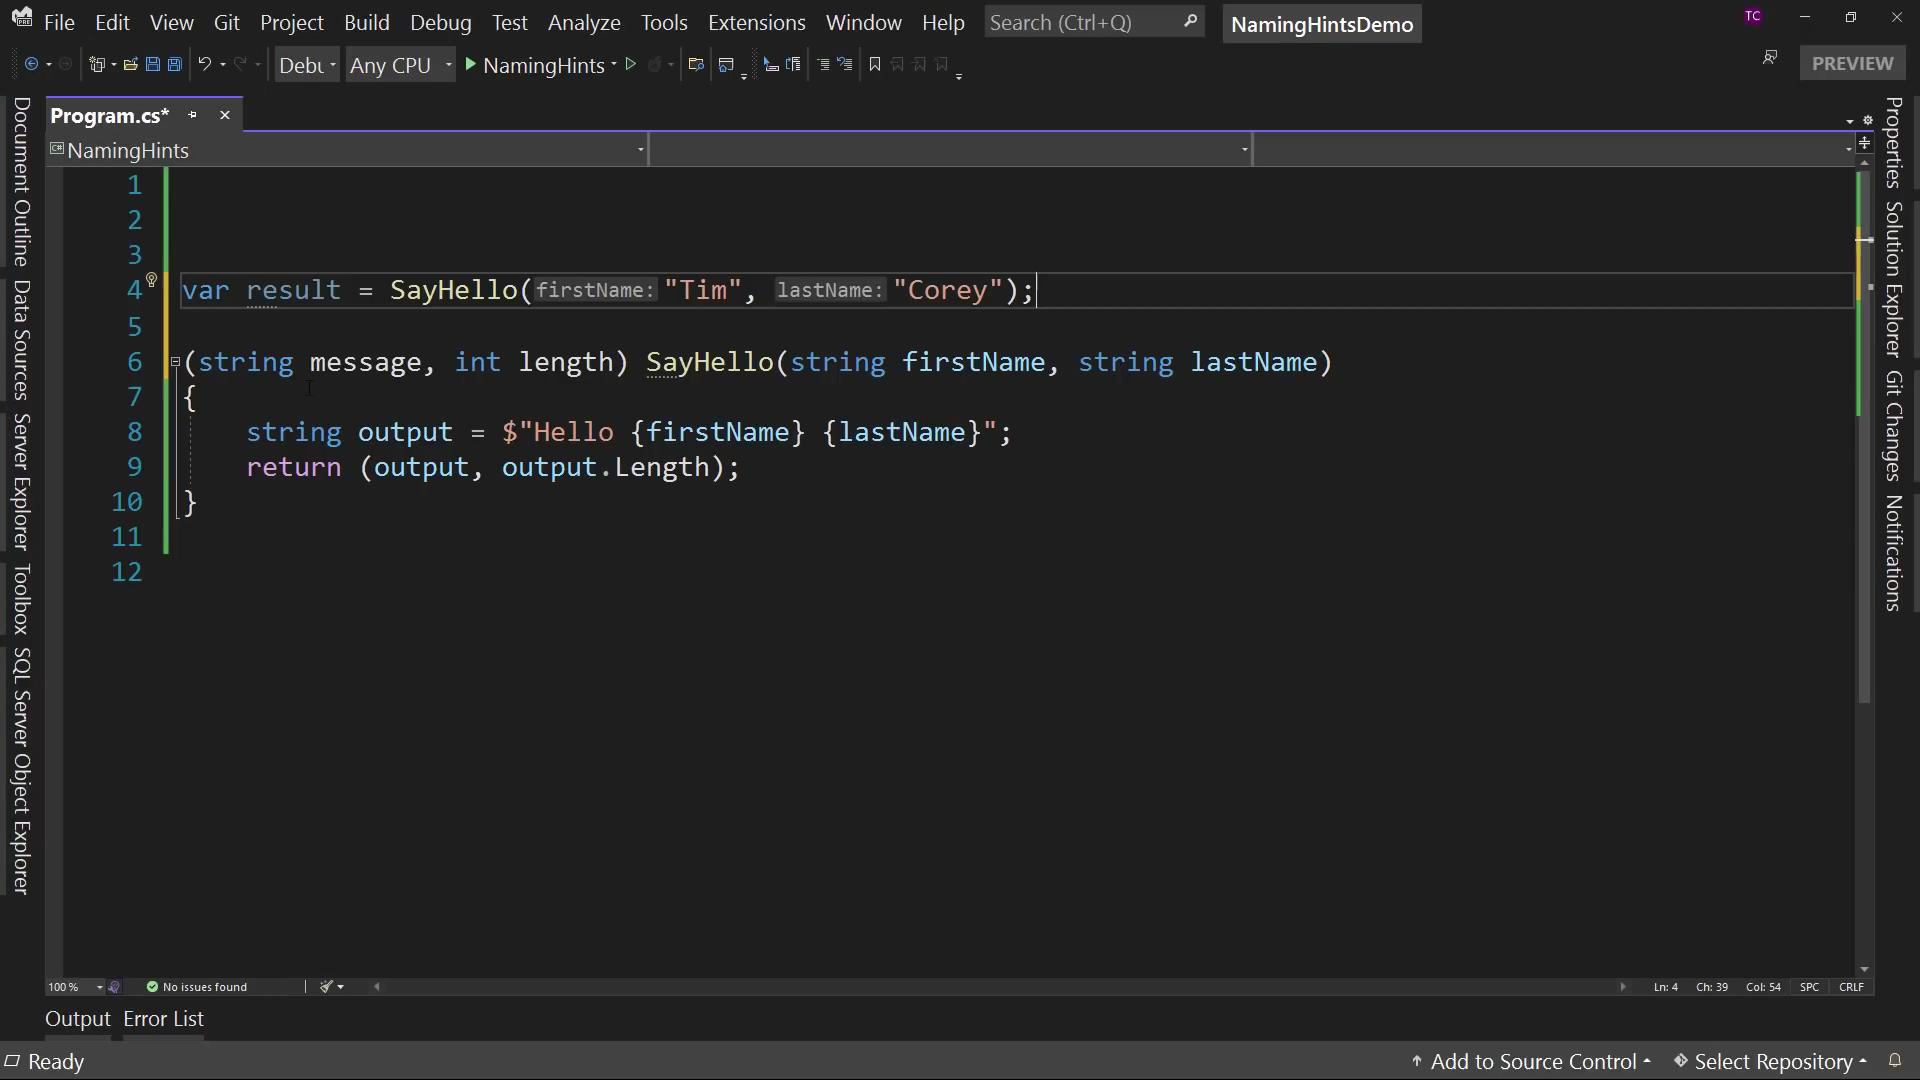 File Edit View Git Project Build Debug Test Analyze Tools Extensions Window Help Search (Ctrl+Q) NamingHintsDemo TC
Debu Any CPU NamingHints PREVIEW
Program.cs*
NamingHints
1
2
3
4 var result = SayHello(firstName: "Tim", lastName: "Corey");
5
6 (string message, int length) SayHello(string firstName, string lastName)
7 {
8 string output = $"Hello {firstName} {lastName}";
9 return (output, output.Length);
10 }
11
12
Document Outline
Data Sources
Server Explorer
Toolbox
SQL Server Object Explorer
Properties
Solution Explorer
Git Changes
Notifications
100 % No issues found Ln: 4 Ch: 39 Col: 54 SPC CRLF
Output Error List
Ready Add to Source Control Select Repository